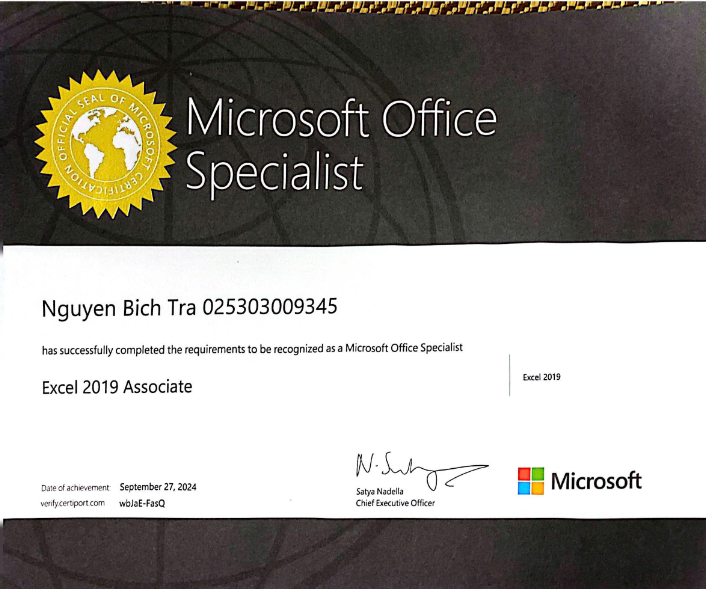 OFFICIAL SEAL OF MICROSOFT CERTIFICATION
Microsoft Office
Specialist
Nguyen Bich Tra 025303009345
has successfully completed the requirements to be recognized as a Microsoft Office Specialist
Excel 2019 Associate
Excel 2019
Date of achievement: September 27, 2024
verify.certiport.com wbJaE-FasQ
Satya Nadella
Chief Executive Officer
Microsoft